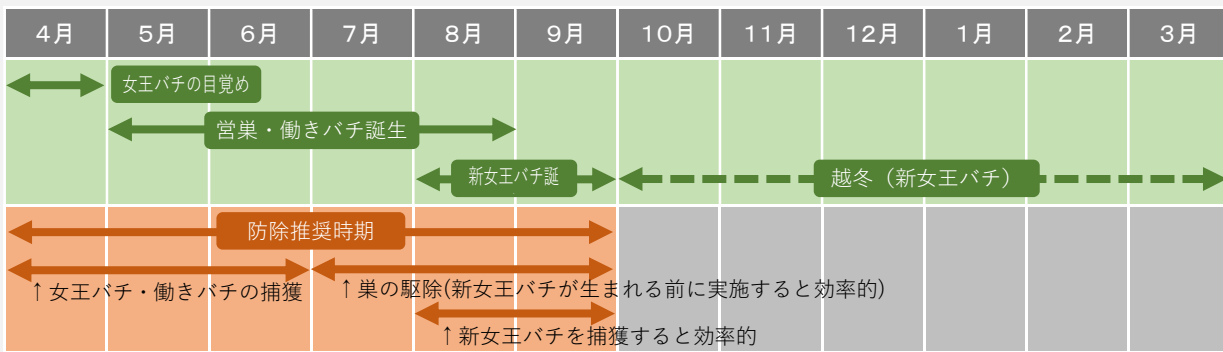 4月 5月 6月 7月 8月 9月 10月 11月 12月 1月 2月 3月
女王バチの目覚め
営巣・働きバチ誕生
新女王バチ誕
越冬（新女王バチ）
防除推奨時期
↑女王バチ・働きバチの捕獲
↑巣の駆除(新女王バチが生まれる前に実施すると効率的)
↑新女王バチを捕獲すると効率的